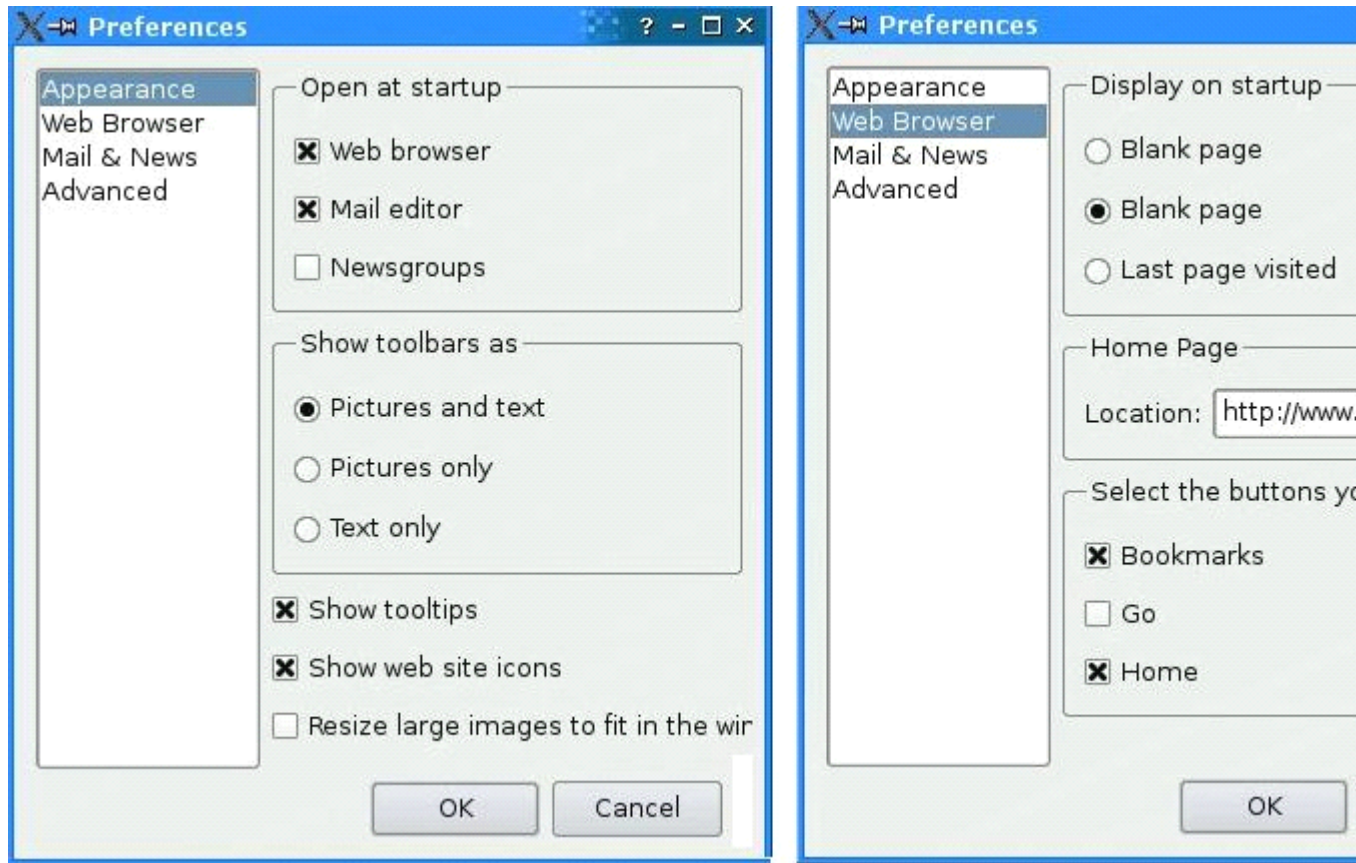 Preferences
Appearance
Web Browser
Mail & News
Advanced
Open at startup
Web browser
Mail editor
Newsgroups
Show toolbars as
Pictures and text
Pictures only
Text only
Show tooltips
Show web site icons
Resize large images to fit in the
OK
Cancel
Preferences
Appearance
Web Browser
Mail & News
Advanced
Display on startup
Blank page
Blank page
Last page visited
Home Page
Location:
http://www.
Select the buttons
Bookmarks
Go
Home
OK